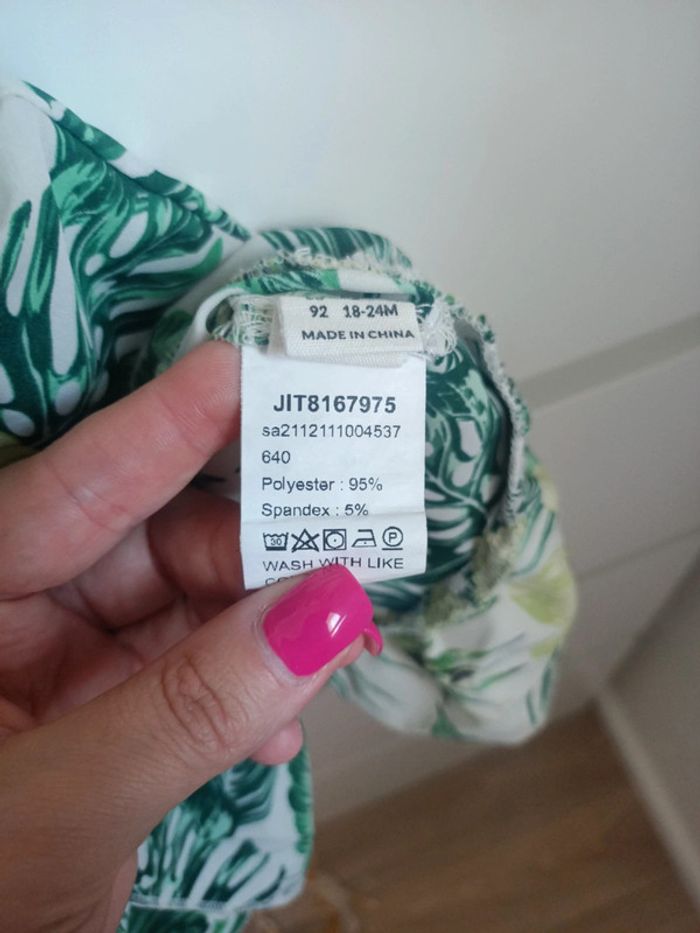 92 18-24M
MADE IN CHINA
JIT8167975
sa2112111004537
640
Polyester : 95%
Spandex : 5%
30 P
WASH WITH LIKE